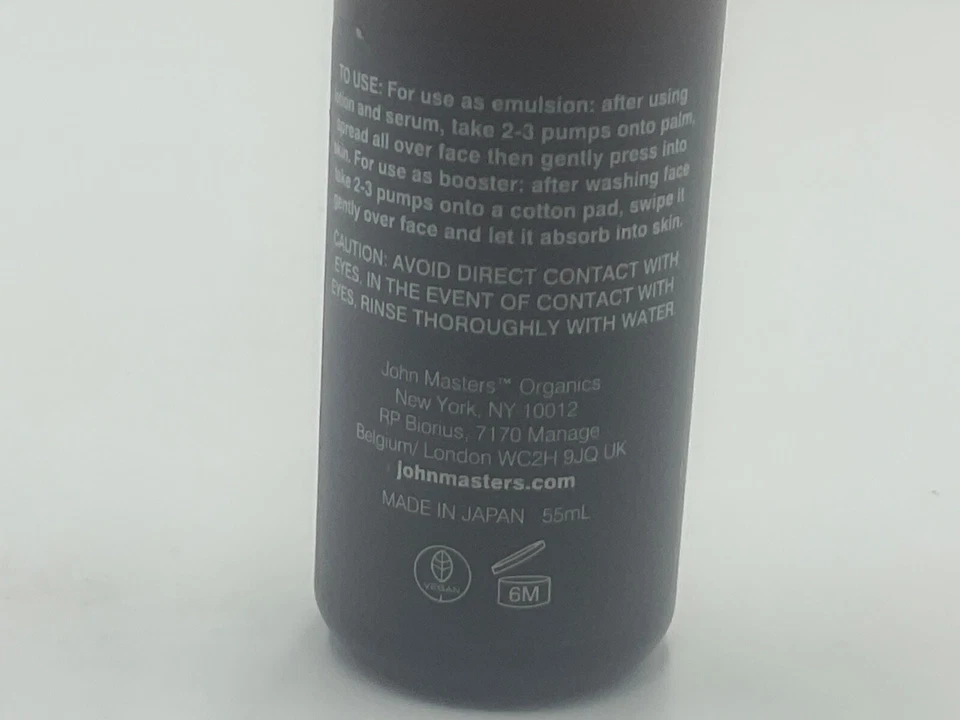 TO USE: For use as emulsion: after using
lotion and serum, take 2-3 pumps onto palm,
spread all over face then gently press into
skin. For use as booster: after washing face
take 2-3 pumps onto a cotton pad, swipe it
gently over face and let it absorb into skin.
CAUTION: AVOID DIRECT CONTACT WITH
EYES. IN THE EVENT OF CONTACT WITH
EYES, RINSE THOROUGHLY WITH WATER
John Masters™ Organics
New York, NY 10012
RP Biorius, 7170 Manage
Belgium/ London WC2H 9JQ UK
johnmasters.com
MADE IN JAPAN 55mL
VEGAN
6M